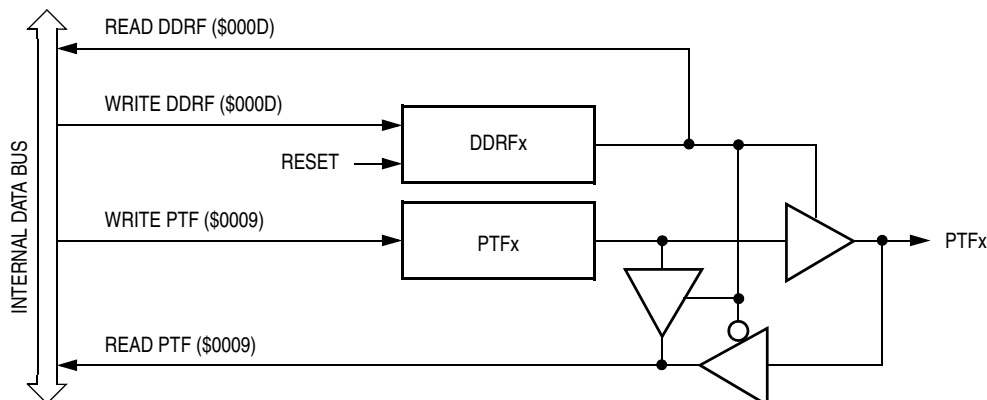 READ DDRF ($000D)
WRITE DDRF ($000D)
DDRFx
RESET
WRITE PTF ($0009)
PTFx
PTFx
INTERNAL DATA BUS
READ PTF ($0009)